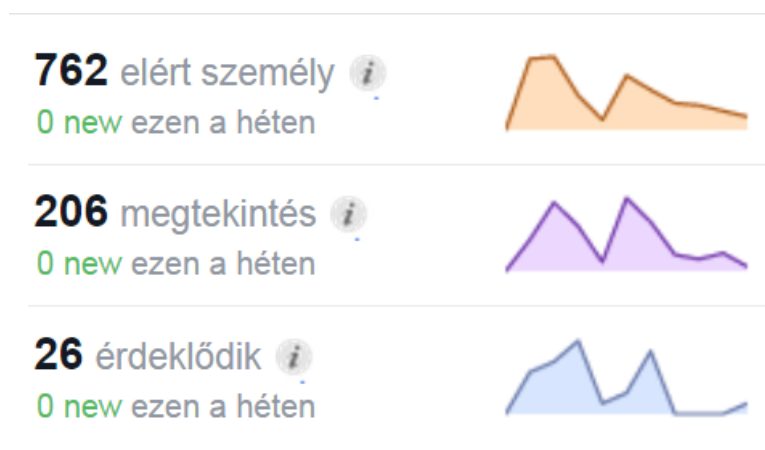 762 elért személy i
0 new ezen a héten
206 megtekintés i
0 new ezen a héten
26 érdeklődik i
0 new ezen a héten